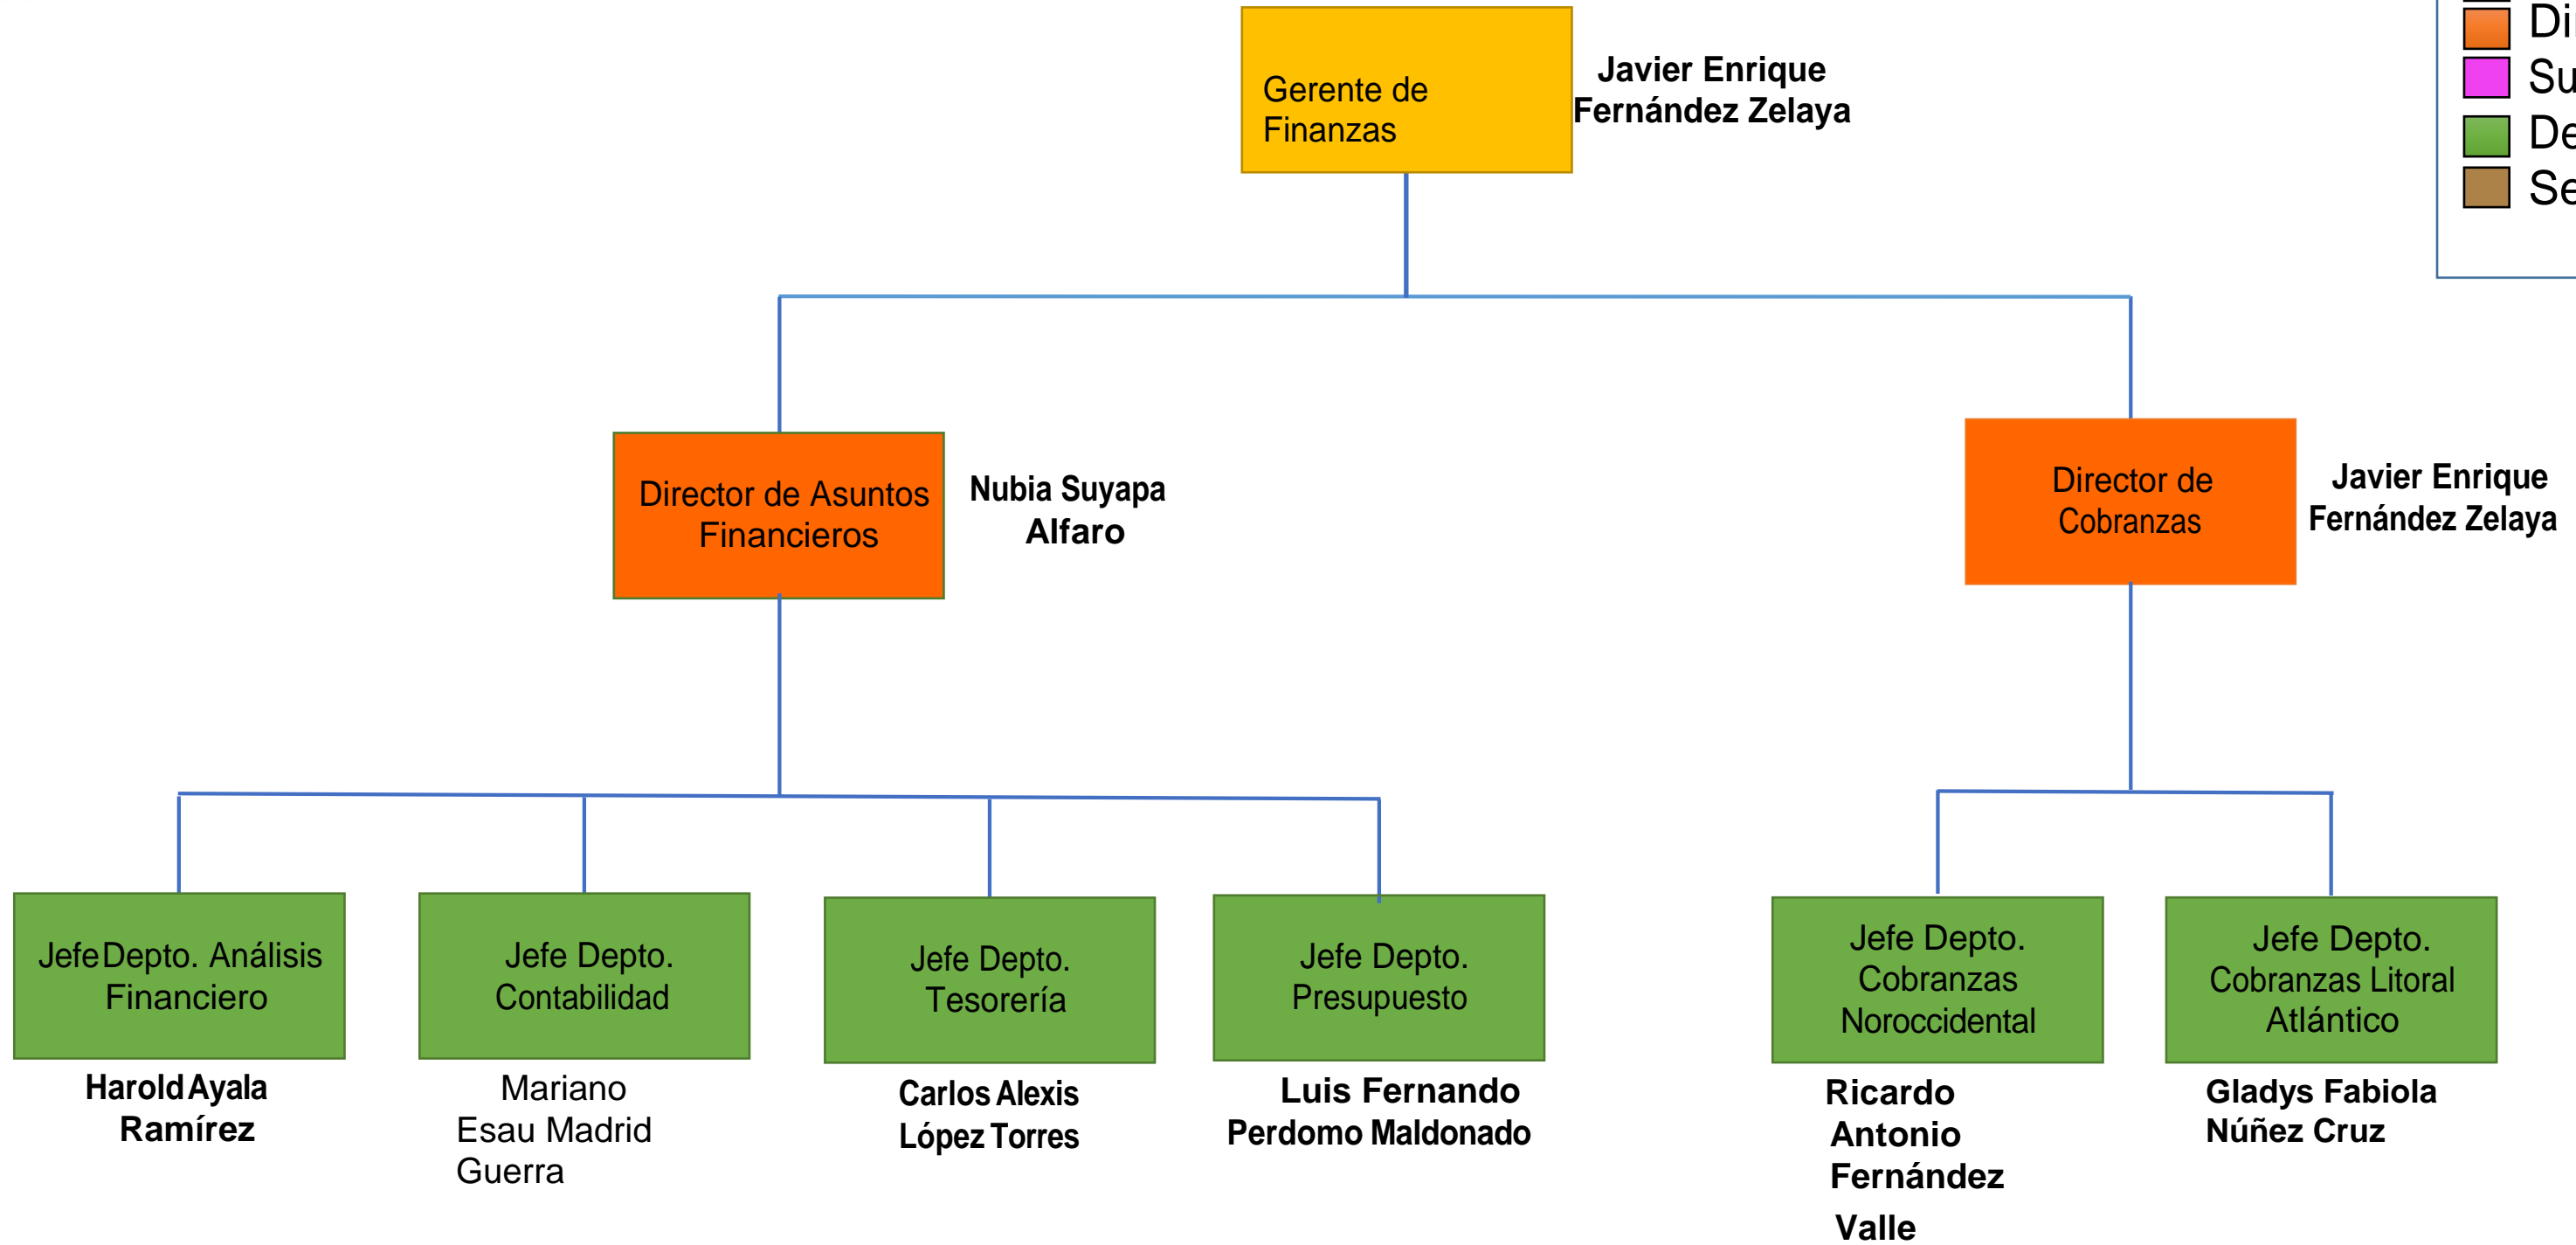 Gerente de
Finanzas
Javier Enrique
Fernández Zelaya
Director de Asuntos
Financieros
Nubia Suyapa
Alfaro
Director de
Cobranzas
Javier Enrique
Fernández Zelaya
Jefe Depto. Análisis
Financiero
Harold Ayala
Ramírez
Jefe Depto.
Contabilidad
Mariano
Esau Madrid
Guerra
Jefe Depto.
Tesorería
Carlos Alexis
López Torres
Jefe Depto.
Presupuesto
Luis Fernando
Perdomo Maldonado
Jefe Depto.
Cobranzas
Noroccidental
Ricardo
Antonio
Fernández
Valle
Jefe Depto.
Cobranzas Litoral
Atlántico
Gladys Fabiola
Núñez Cruz